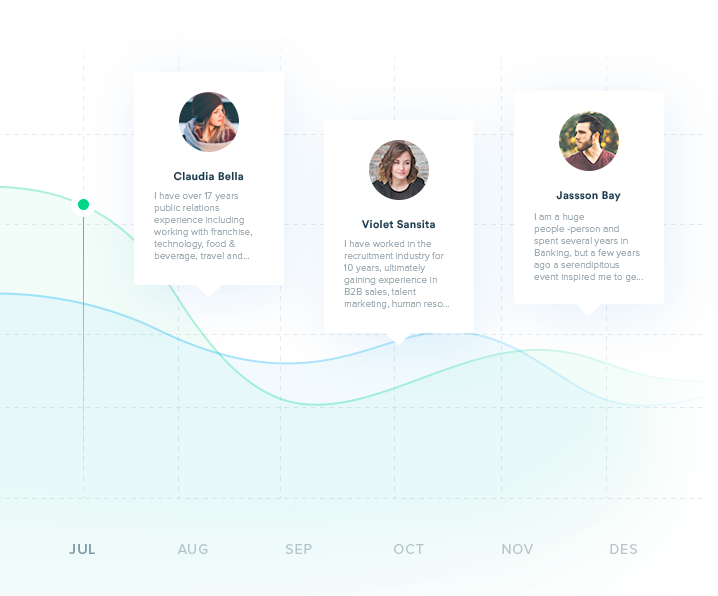 Claudia Bella
I have over 17 years
public relations
experience including
working with franchise,
technology, food &
beverage, travel and...
Violet Sansita
I have worked in the
recruitment industry for
10 years, ultimately
gaining experience in
B2B sales, talent
marketing, human reso...
Jassson Bay
I am a huge
people -person and
spent several years in
Banking, but a few years
ago a serendipitous
event inspired me to ge...
JUL
AUG
SEP
OCT
NOV
DES